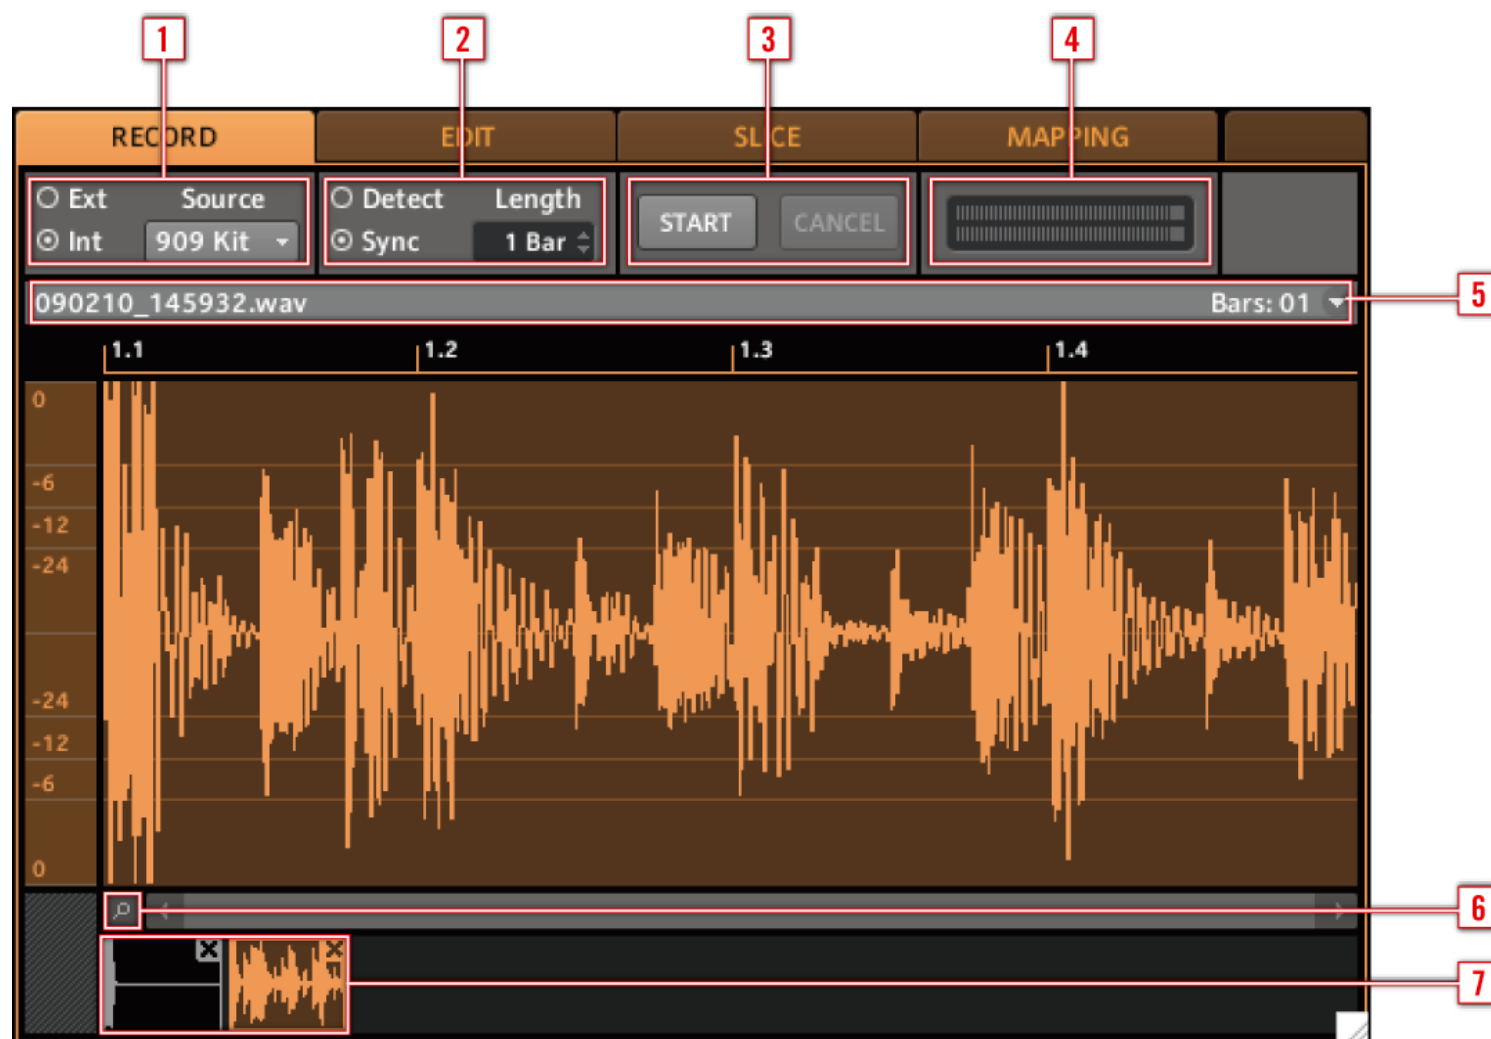 1 2 3 4
RECORD EDIT SLICE MAPPING
Ext Source Detect Length
START CANCEL
Int 909 Kit Sync 1 Bar
090210_145932.wav Bars: 01
5
1.1 1.2 1.3 1.4
0
-6
-12
-24
-24
-12
-6
0
6
7